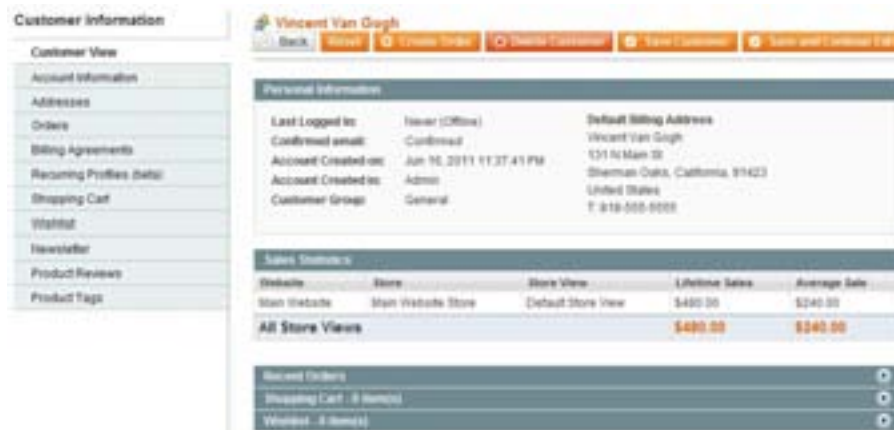 Customer Information
Customer View
Account Information
Addresses
Orders
Billing Agreements
Recurring Profiles (beta)
Shopping Cart
Wishlist
Newsletter
Product Reviews
Product Tags
Vincent Van Gogh
Back Reset Create Order Delete Customer Save Customer Save and Continue Edit
Personal Information
Last Logged In: Never (Offline)
Confirmed email: Confirmed
Account Created on: Jun 10, 2011 11:37:41 PM
Account Created in: Admin
Customer Group: General
Default Billing Address
Vincent Van Gogh
131 N Main St
Sherman Oaks, California, 91423
United States
T: 818-555-5555
Sales Statistics
Website Store Store View Lifetime Sales Average Sale
Main Website Main Website Store Default Store View $480.00 $240.00
All Store Views $480.00 $240.00
Recent Orders
Shopping Cart - 0 item(s)
Wishlist - 0 item(s)